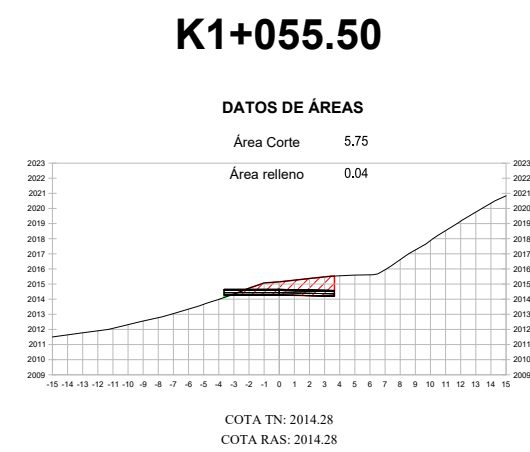 K1+055.50
DATOS DE ÁREAS
Área Corte 5.75
Área relleno 0.04
2023 2023
2022 2022
2021 2021
2020 2020
2019 2019
2018 2018
2017 2017
2016 2016
2015 2015
2014 2014
2013 2013
2012 2012
2011 2011
2010 2010
2009 2009
-15 -14 -13 -12 -11 -10 -9 -8 -7 -6 -5 -4 -3 -2 -1 0 1 2 3 4 5 6 7 8 9 10 11 12 13 14 15
COTA TN: 2014.28
COTA RAS: 2014.28